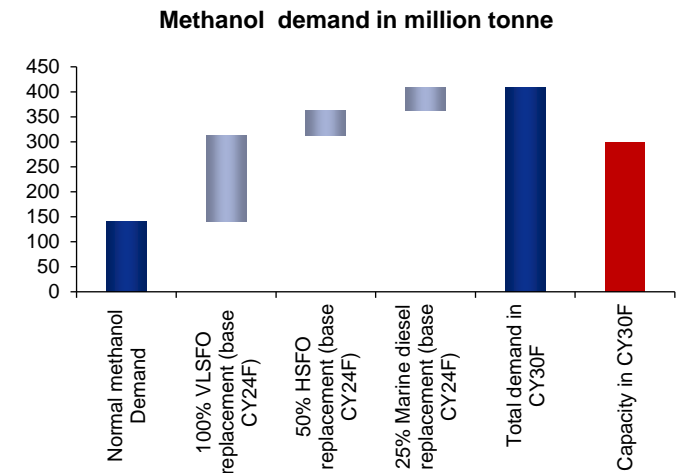 Methanol  demand in million tonne
450
400
350
300
250
200
150
100
50
0
Normal methanol
Demand
100% VLSFO
replacement (base
CY24F)
50% HSFO
replacement (base
CY24F)
25% Marine diesel
replacement (base
CY24F)
Total demand in
CY30F
Capacity in CY30F